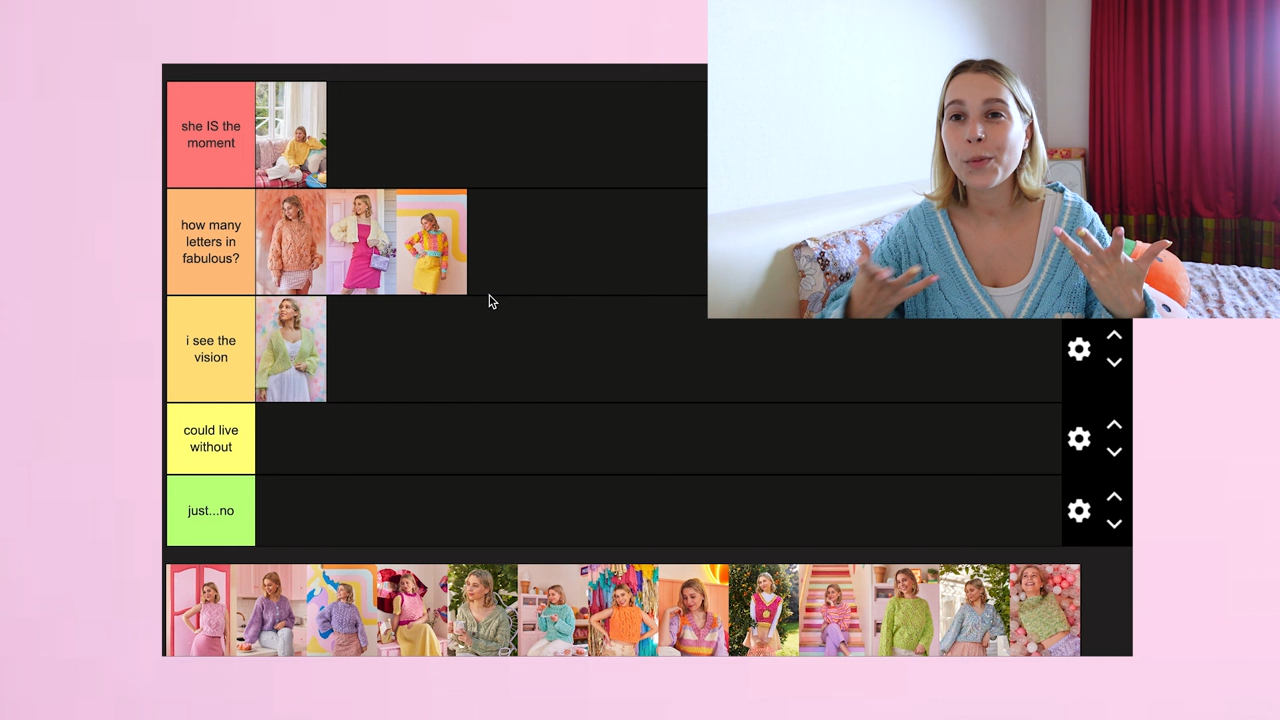 she IS the
moment
how many
letters in
fabulous?
i see the
vision
could live
without
just...no